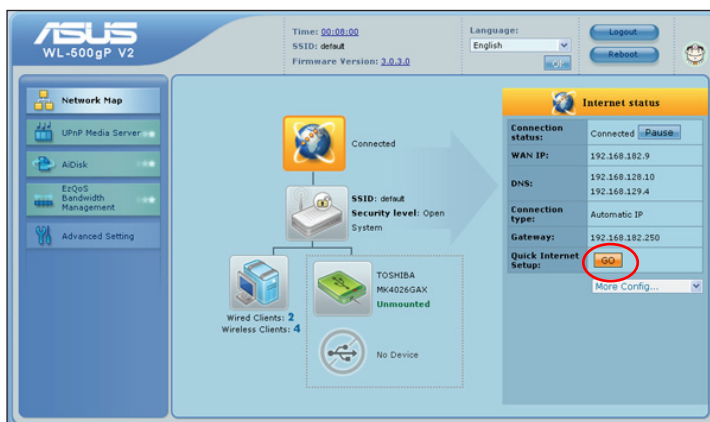 ASUS
WL-500gP V2
Time: 00:08:00
SSID: default
Firmware Version: 3.0.3.0
Language:
English
Logout
Reboot
Network Map
UPnP Media Server
AiDisk
EzQoS
Bandwidth
Management
Advanced Setting
Connected
SSID: default
Security level: Open
System
Wired Clients: 2
Wireless Clients: 4
TOSHIBA
MK4026GAX
Unmounted
No Device
Internet status
Connection
status:
Connected Pause
WAN IP: 192.168.182.9
DNS:
192.168.128.10
192.168.129.4
Connection
type:
Automatic IP
Gateway: 192.168.182.250
Quick Internet
Setup:
GO
More Config...